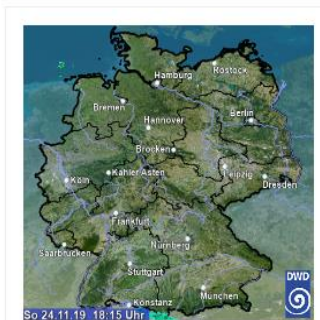 Hamburg
Rostock
Bremen
Hannover
Berlin
Brocken
Köln
Kahler Asten
Leipzig
Dresden
Frankfurt
Saarbrücken
Nürnberg
Stuttgart
DWD
München
Konstanz
So 24.11.19 18:15 Uhr